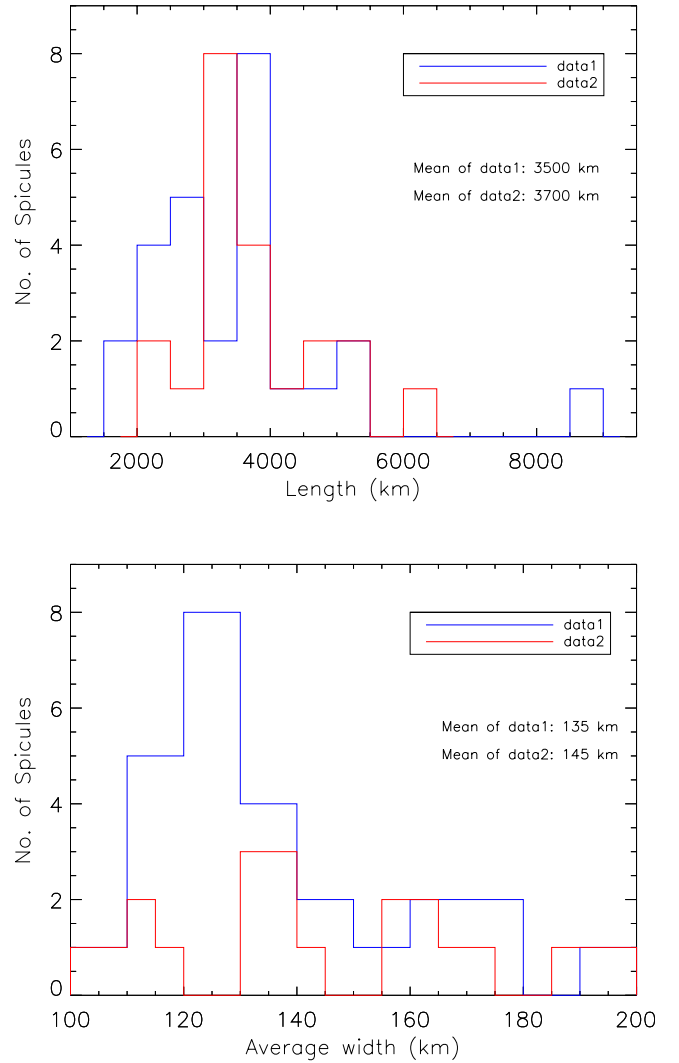 8
6
4
2
0
No. of Spicules
data1
data2
Mean of data1: 3500 km
Mean of data2: 3700 km
2000 4000 6000 8000
Length (km)
8
6
4
2
0
No. of Spicules
data1
data2
Mean of data1: 135 km
Mean of data2: 145 km
100 120 140 160 180 200
Average width (km)